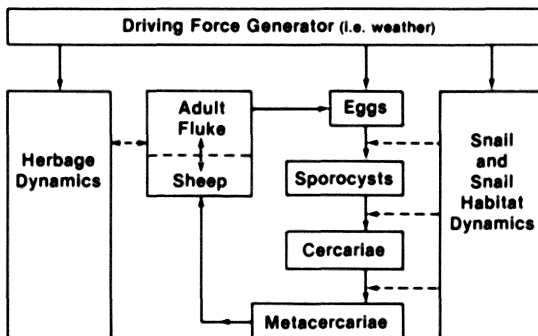 Driving Force Generator (i.e. weather)
Herbage
Dynamics
Adult
Fluke
Sheep
Eggs
Sporocysts
Cercariae
Metacercariae
Snail
and
Snail
Habitat
Dynamics